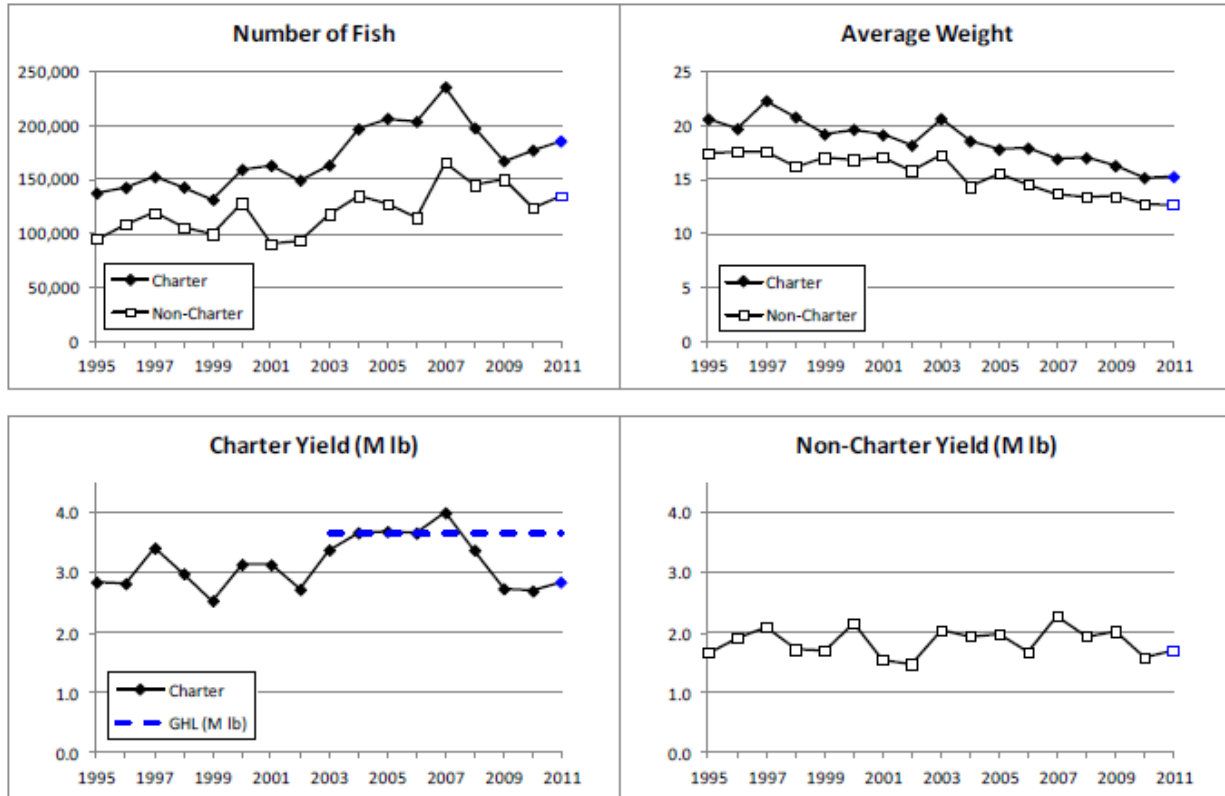 Number of Fish
250,000
200,000
150,000
100,000
50,000
0
Charter
Non-Charter
1995 1997 1999 2001 2003 2005 2007 2009 2011
Average Weight
25
20
15
10
5
0
Charter
Non-Charter
1995 1997 1999 2001 2003 2005 2007 2009 2011
Charter Yield (M lb)
4.0
3.0
2.0
1.0
0.0
Charter
GHL (M lb)
1995 1997 1999 2001 2003 2005 2007 2009 2011
Non-Charter Yield (M lb)
4.0
3.0
2.0
1.0
0.0
1995 1997 1999 2001 2003 2005 2007 2009 2011